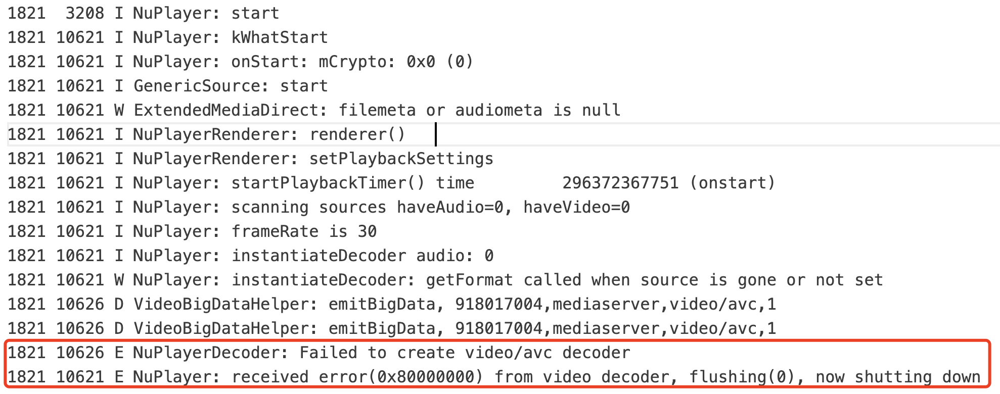 1821  3208 I NuPlayer: start
1821 10621 I NuPlayer: kWhatStart
1821 10621 I NuPlayer: onStart: mCrypto: 0x0 (0)
1821 10621 I GenericSource: start
1821 10621 W ExtendedMediaDirect: filemeta or audiometa is null
1821 10621 I NuPlayerRenderer: renderer()
1821 10621 I NuPlayerRenderer: setPlaybackSettings
1821 10621 I NuPlayer: startPlaybackTimer() time         296372367751 (onstart)
1821 10621 I NuPlayer: scanning sources haveAudio=0, haveVideo=0
1821 10621 I NuPlayer: frameRate is 30
1821 10621 I NuPlayer: instantiateDecoder audio: 0
1821 10621 W NuPlayer: instantiateDecoder: getFormat called when source is gone or not set
1821 10626 D VideoBigDataHelper: emitBigData, 918017004,mediaserver,video/avc,1
1821 10626 D VideoBigDataHelper: emitBigData, 918017004,mediaserver,video/avc,1
1821 10626 E NuPlayerDecoder: Failed to create video/avc decoder
1821 10621 E NuPlayer: received error(0x80000000) from video decoder, flushing(0), now shutting down